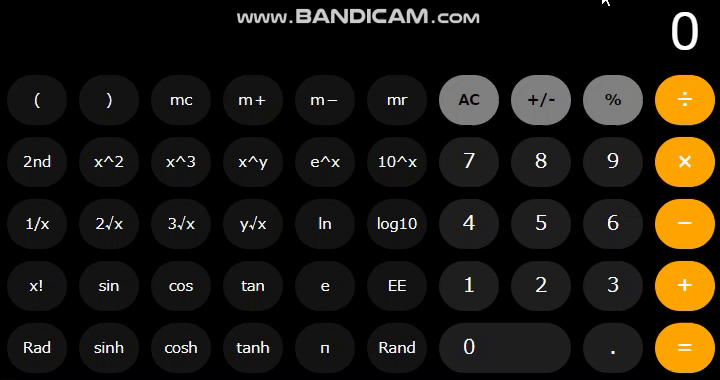 www.BANDICAM.com
0
( ) mc m+ m− mr AC +/- % ÷
2nd x^2 x^3 x^y e^x 10^x 7 8 9 ×
1/x 2√x 3√x y√x ln log10 4 5 6 −
x! sin cos tan e EE 1 2 3 +
Rad sinh cosh tanh п Rand 0 . =